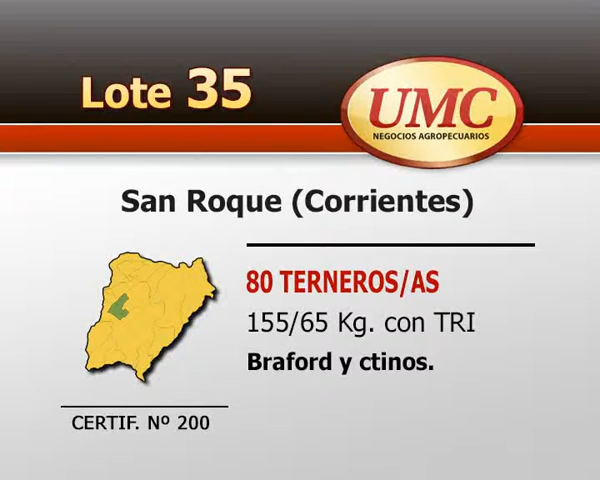 Lote 35
UMC
NEGOCIOS AGROPECUARIOS
San Roque (Corrientes)
80 TERNEROS/AS
155/65 Kg. con TRI
Braford y ctinos.
CERTIF. Nº 200